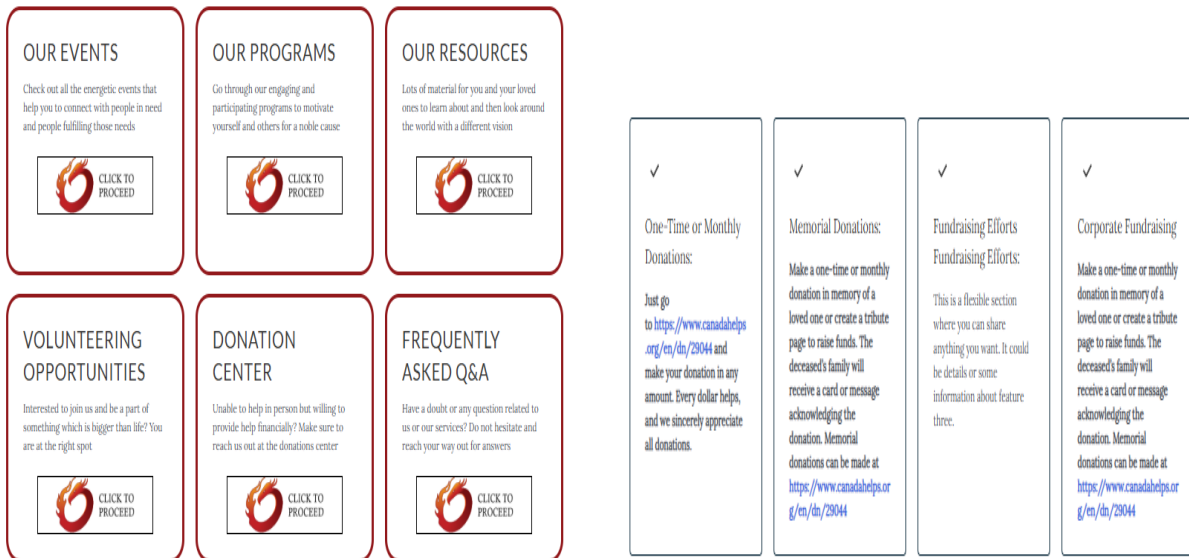 OUR EVENTS
Check out all the energetic events that
help you to connect with people in need
and people fulfilling those needs
CLICK TO
PROCEED
OUR PROGRAMS
Go through our engaging and
participating programs to motivate
yourself and others for a noble cause
CLICK TO
PROCEED
OUR RESOURCES
Lots of material for you and your loved
ones to learn about and then look around
the world with a different vision
CLICK TO
PROCEED
VOLUNTEERING
OPPORTUNITIES
Interested to join us and be a part of
something which is bigger than life? You
are at the right spot
CLICK TO
PROCEED
DONATION
CENTER
Unable to help in person but willing to
provide help financially? Make sure to
reach us out at the donations center
CLICK TO
PROCEED
FREQUENTLY
ASKED Q&A
Have a doubt or any question related to
us or our services? Do not hesitate and
reach your way out for answers
CLICK TO
PROCEED
One-Time or Monthly
Donations:
Just go
to https://www.canadahelps
.org/en/dn/29044 and
make your donation in any
amount. Every dollar helps,
and we sincerely appreciate
all donations.
Memorial Donations:
Make a one-time or monthly
donation in memory of a
loved one or create a tribute
page to raise funds. The
deceased's family will
receive a card or message
acknowledging the
donation. Memorial
donations can be made at
https://www.canadahelps.or
g/en/dn/29044
Fundraising Efforts
Fundraising Efforts:
This is a flexible section
where you can share
anything you want. It could
be details or some
information about feature
three.
Corporate Fundraising
Make a one-time or monthly
donation in memory of a
loved one or create a tribute
page to raise funds. The
deceased's family will
receive a card or message
acknowledging the
donation. Memorial
donations can be made at
https://www.canadahelps.or
g/en/dn/29044